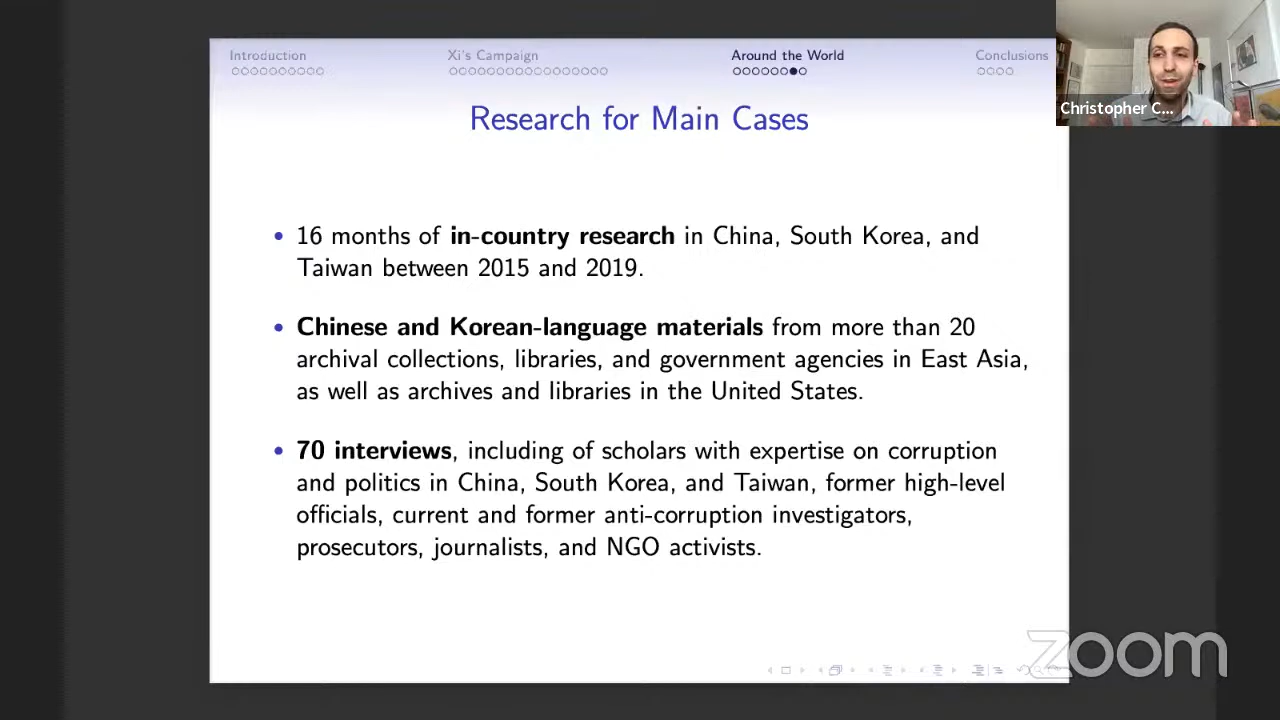 Introduction
Xi's Campaign
Around the World
Conclusions
Christopher C...
Research for Main Cases
• 16 months of in-country research in China, South Korea, and
Taiwan between 2015 and 2019.
• Chinese and Korean-language materials from more than 20
archival collections, libraries, and government agencies in East Asia,
as well as archives and libraries in the United States.
• 70 interviews, including of scholars with expertise on corruption
and politics in China, South Korea, and Taiwan, former high-level
officials, current and former anti-corruption investigators,
prosecutors, journalists, and NGO activists.
zoom